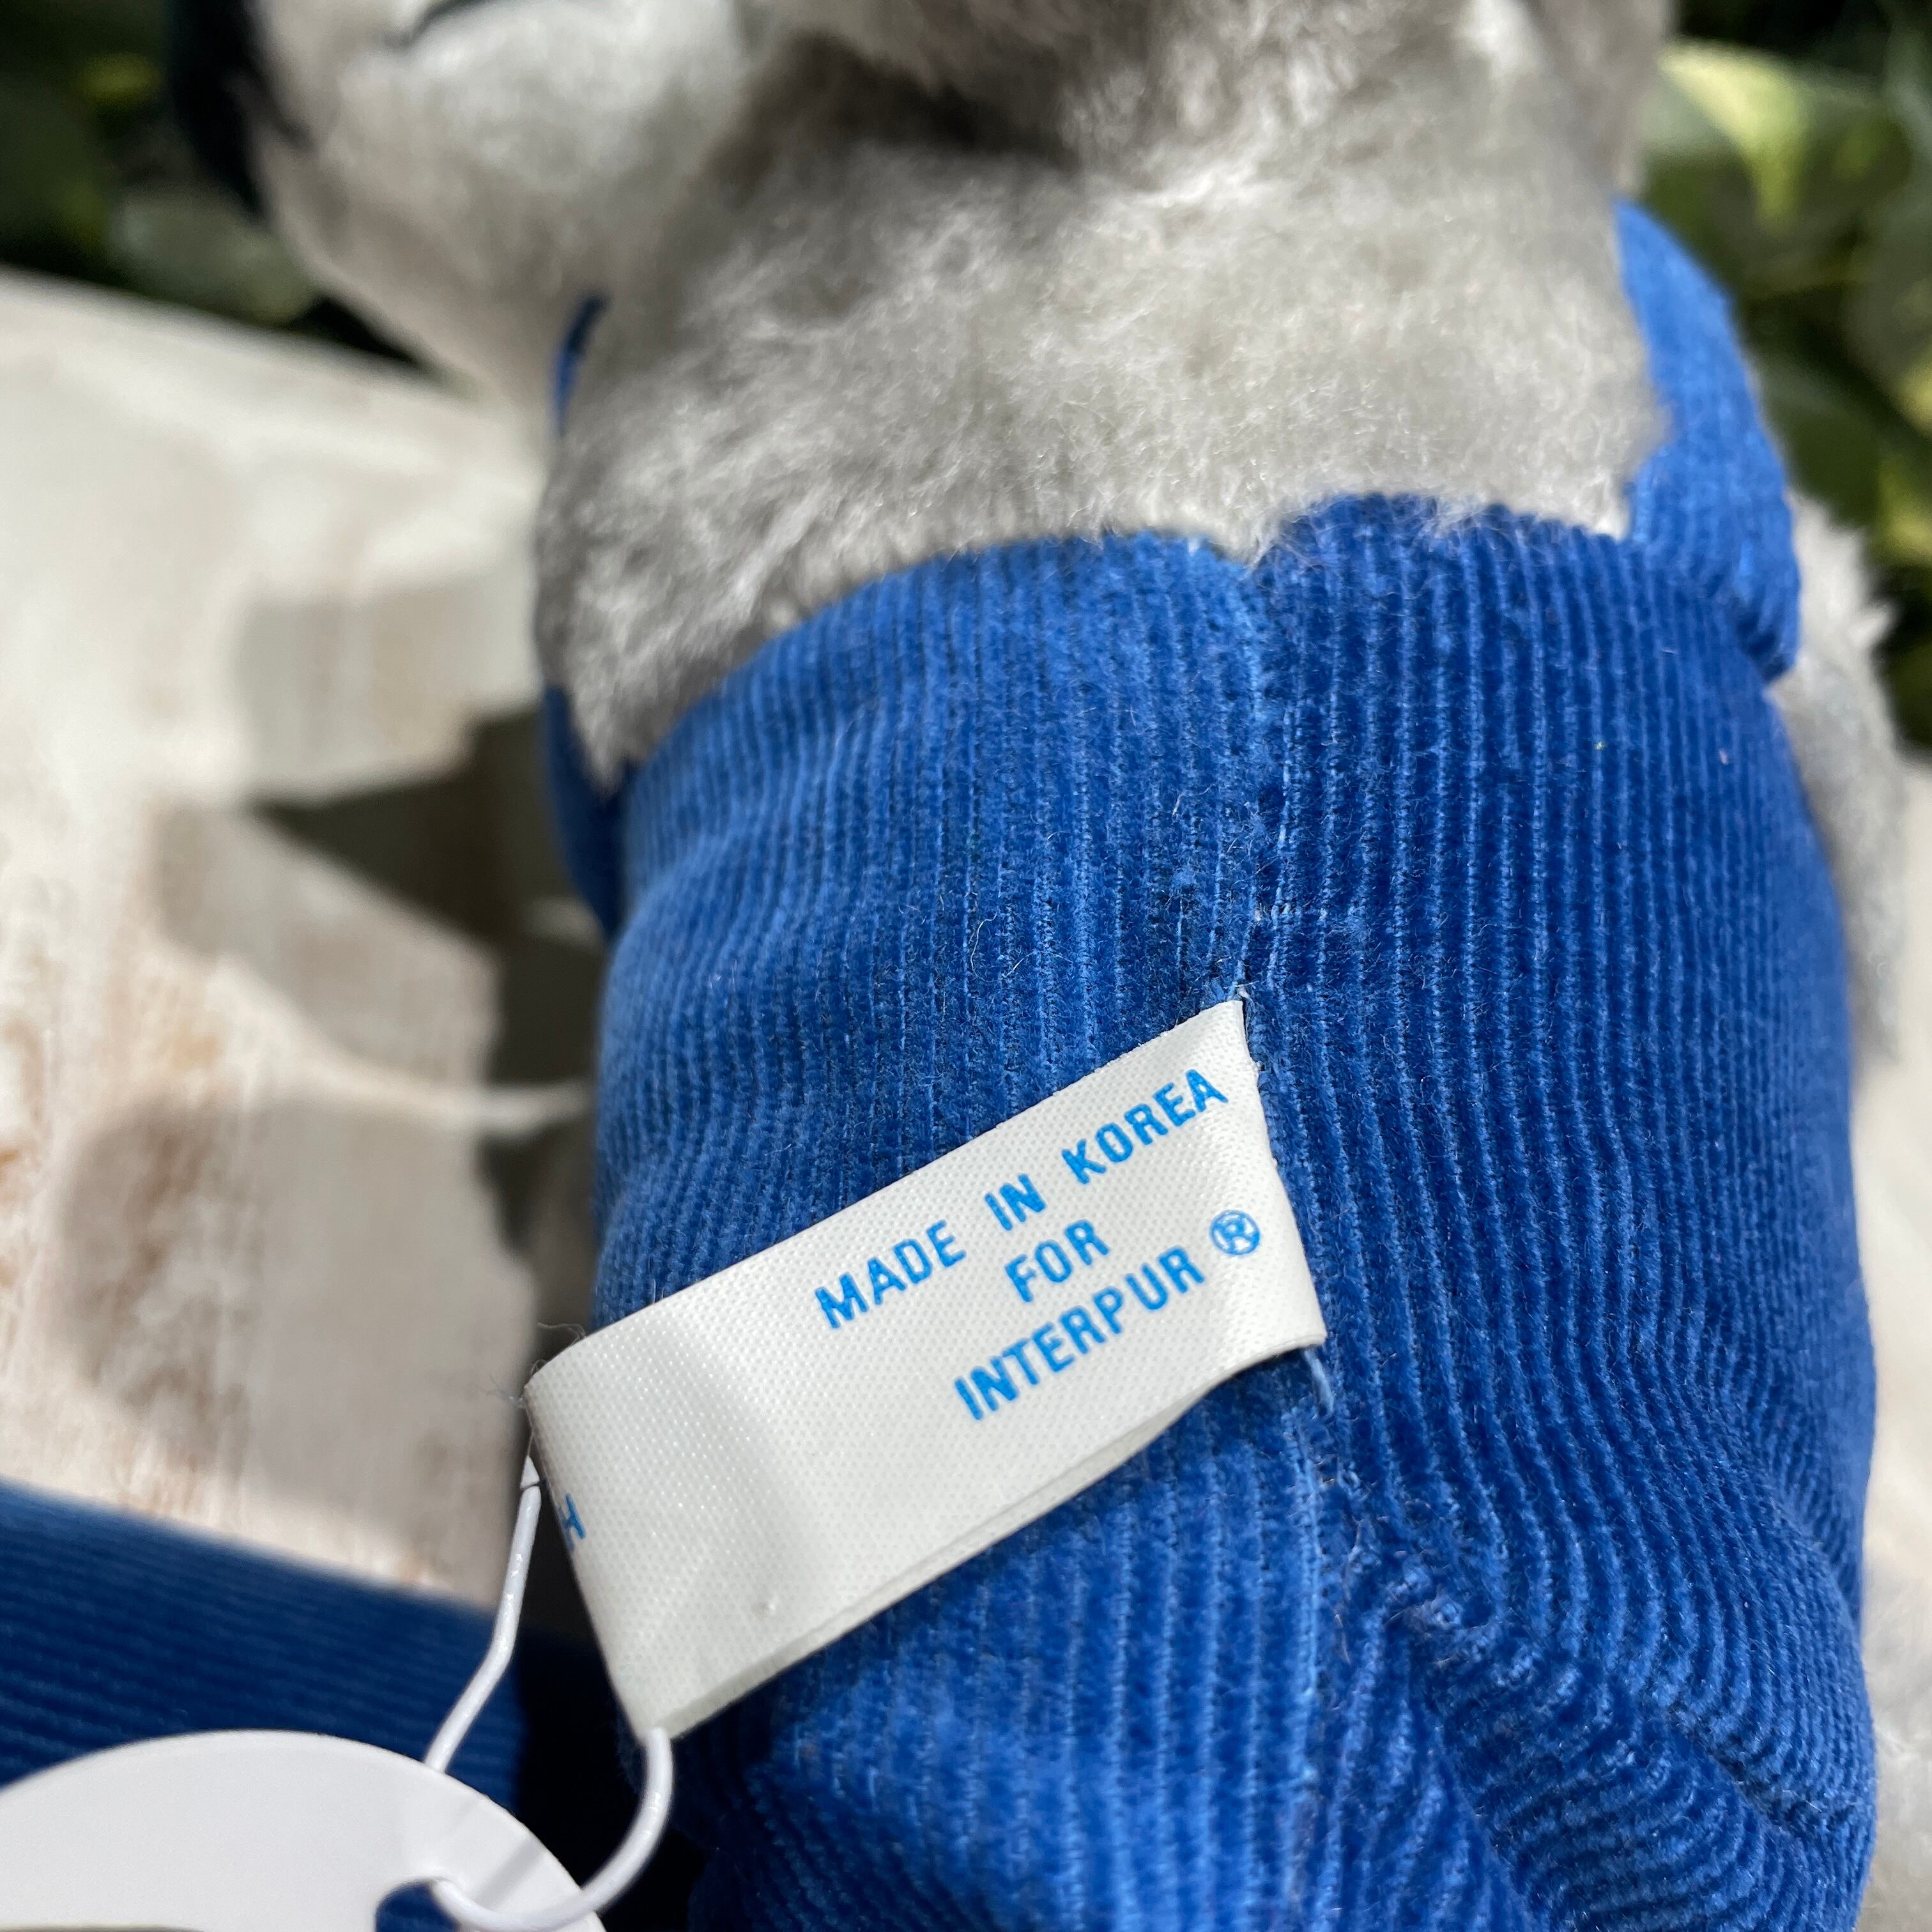 MADE IN KOREA
FOR
INTERPUR ®
H